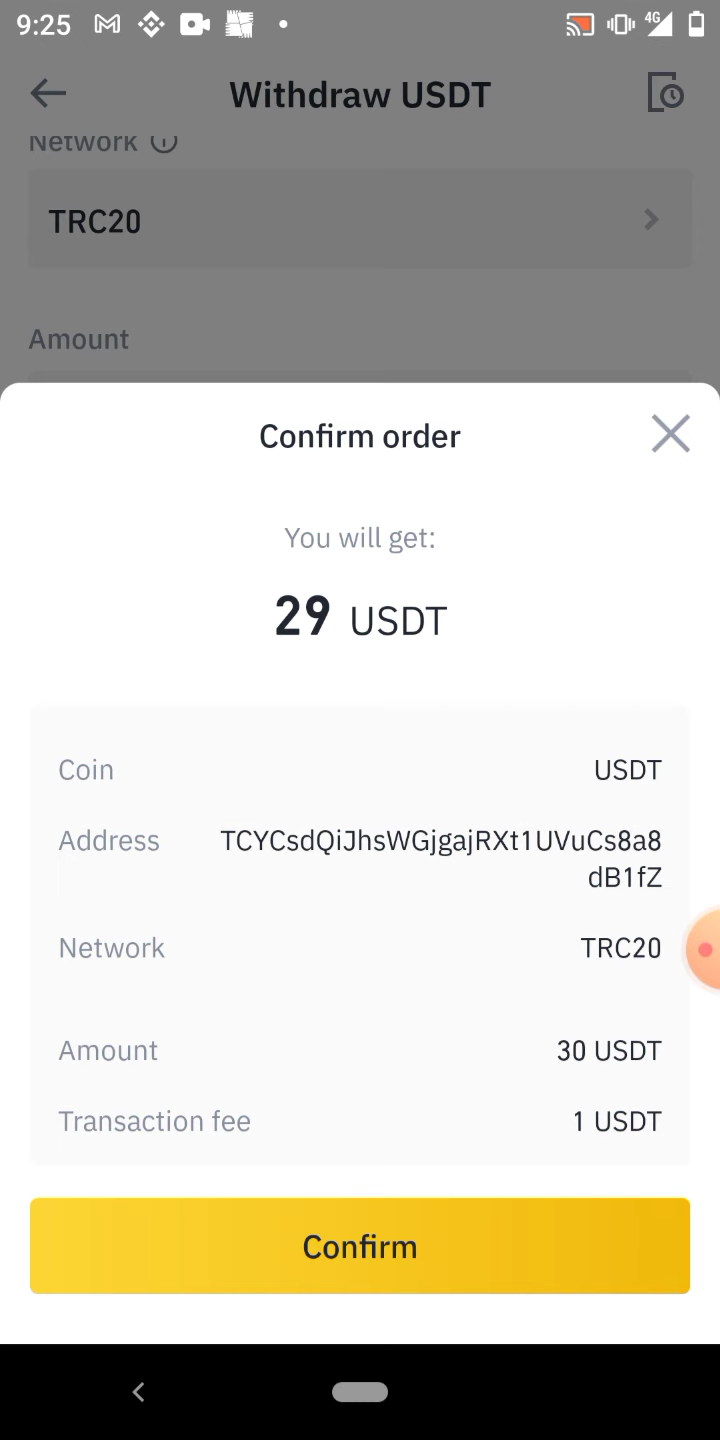 9:25
4G
Withdraw USDT
Network
TRC20
Amount
Confirm order
You will get:
29 USDT
Coin USDT
Address TCYCsdQiJhsWGjgajRXt1UVuCs8a8
dB1fZ
Network TRC20
Amount 30 USDT
Transaction fee 1 USDT
Confirm